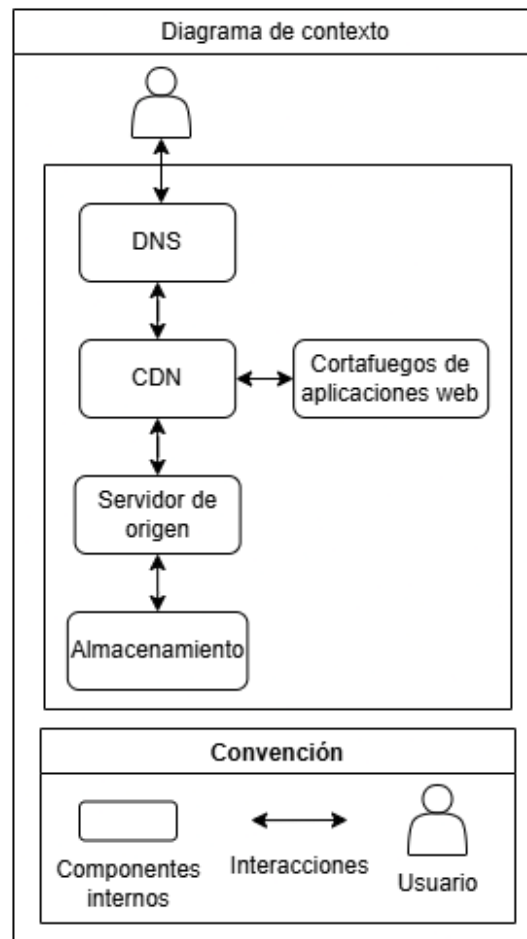 Diagrama de contexto
DNS
CDN
Cortafuegos de
aplicaciones web
Servidor de
origen
Almacenamiento
Convención
Componentes
internos
Interacciones
Usuario